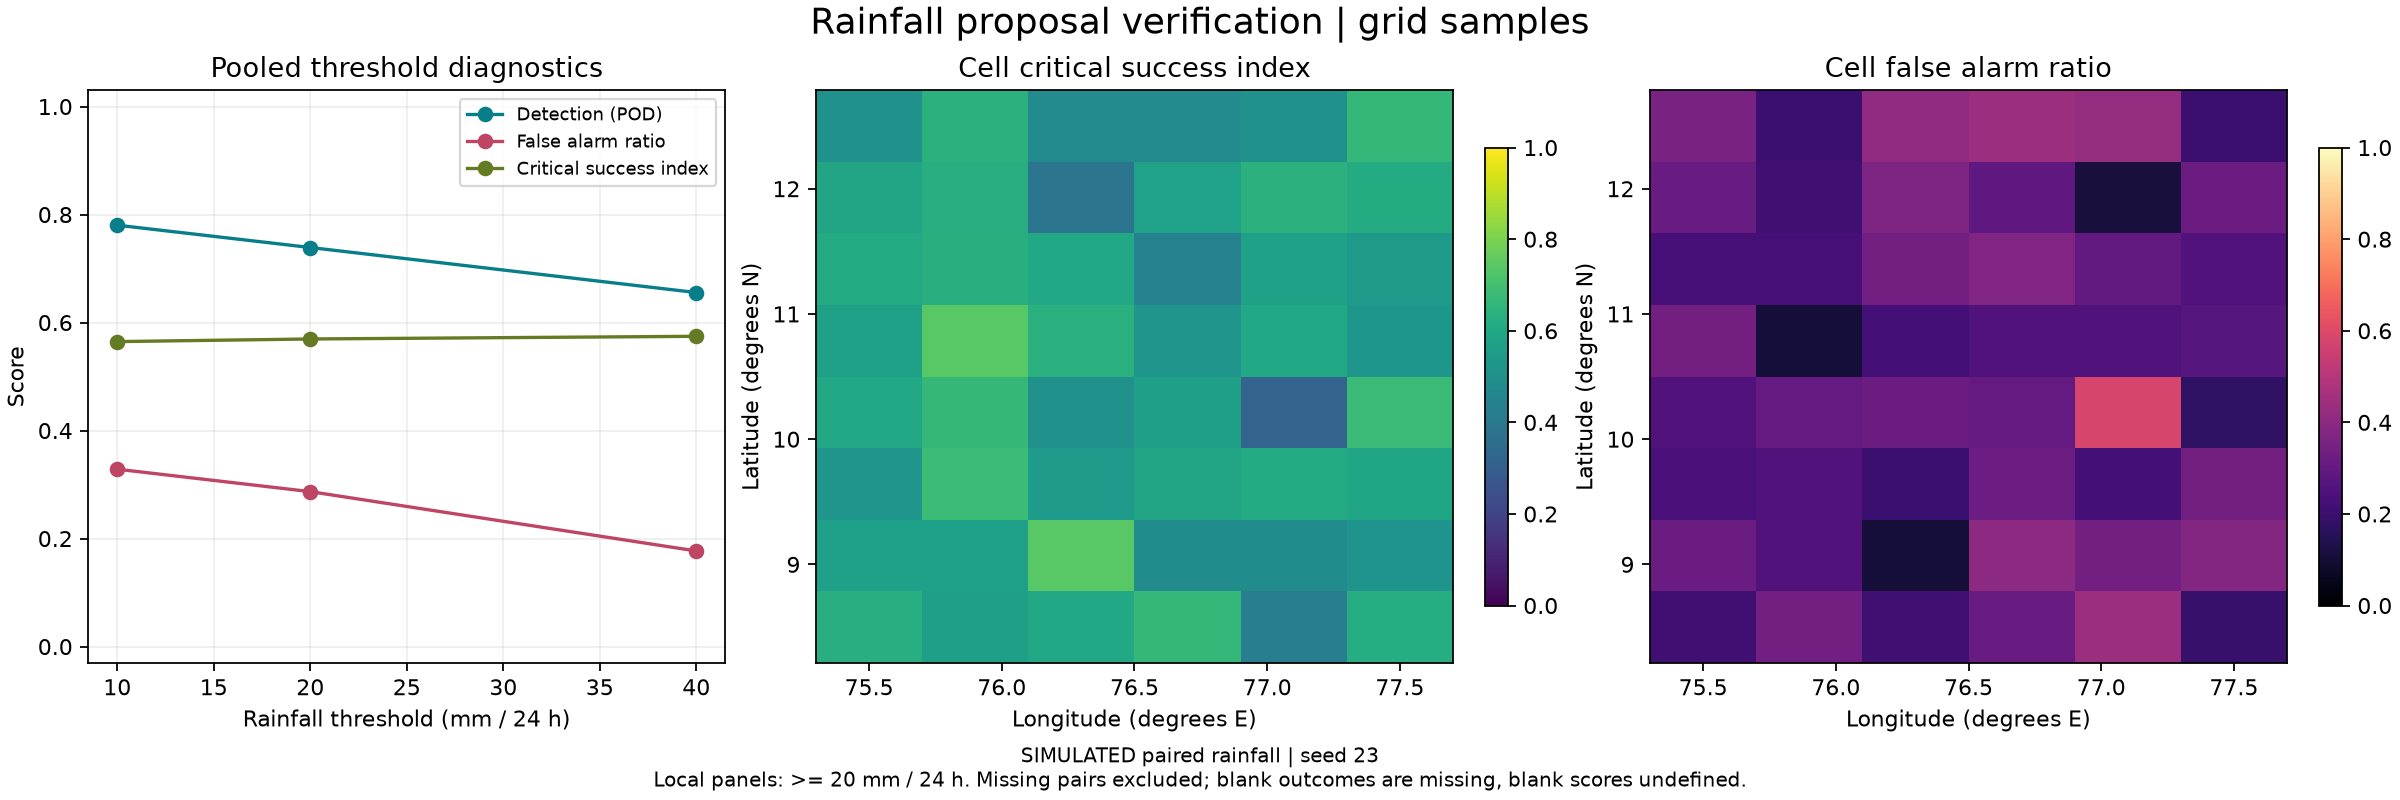 Rainfall proposal verification | grid samples
Pooled threshold diagnostics
Score
1.0
0.8
0.6
0.4
0.2
0.0
Detection (POD)
False alarm ratio
Critical success index
10 15 20 25 30 35 40
Rainfall threshold (mm / 24 h)
Cell critical success index
Latitude (degrees N)
12
11
10
9
75.5 76.0 76.5 77.0 77.5
Longitude (degrees E)
1.0
0.8
0.6
0.4
0.2
0.0
Cell false alarm ratio
Latitude (degrees N)
12
11
10
9
75.5 76.0 76.5 77.0 77.5
Longitude (degrees E)
1.0
0.8
0.6
0.4
0.2
0.0
SIMULATED paired rainfall | seed 23
Local panels: >= 20 mm / 24 h. Missing pairs excluded; blank outcomes are missing, blank scores undefined.